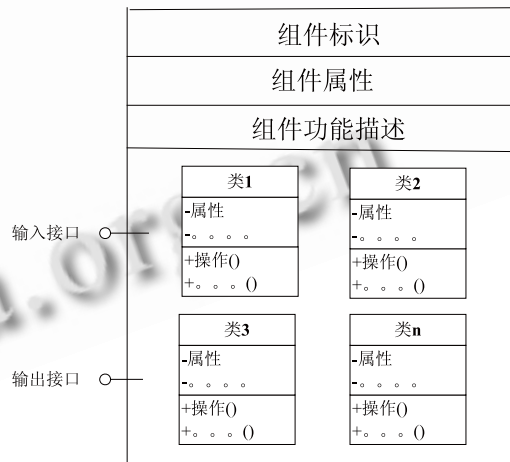 组件标识
组件属性
组件功能描述
类1
-属性
-。。。。
+操作()
+。。。()
类2
-属性
-。。。。
+操作()
+。。。()
输入接口
类3
-属性
-。。。。
+操作()
+。。。()
类n
-属性
-。。。。
+操作()
+。。。()
输出接口
a.org.cn